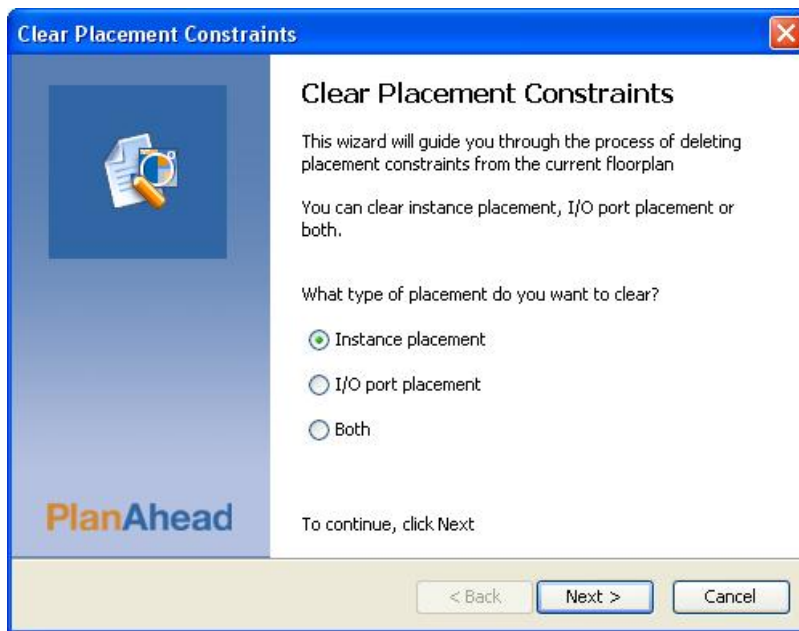 Clear Placement Constraints
Clear Placement Constraints
This wizard will guide you through the process of deleting
placement constraints from the current floorplan
You can clear instance placement, I/O port placement or
both.
What type of placement do you want to clear?
Instance placement
I/O port placement
Both
PlanAhead
To continue, click Next
< Back
Next >
Cancel